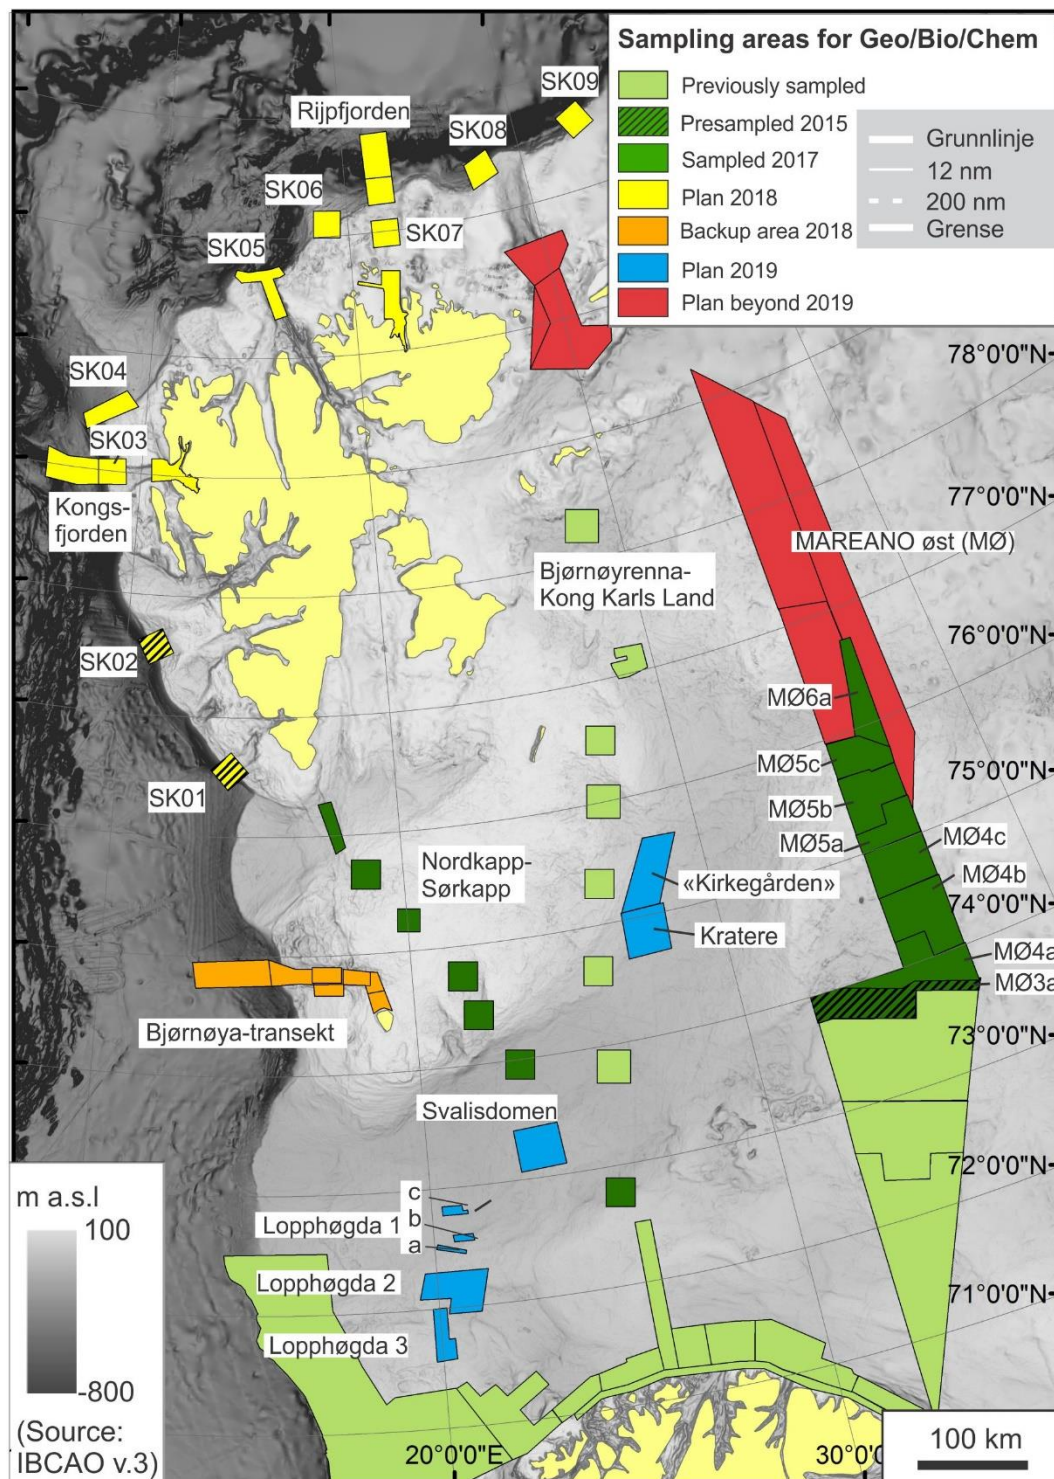 Sampling areas for Geo/Bio/Chem
Previously sampled
Presampled 2015
Sampled 2017
Plan 2018
Backup area 2018
Plan 2019
Plan beyond 2019
Grunnlinje
12 nm
200 nm
Grense
SK09
Rijpfjorden
SK08
SK06
SK07
SK05
SK04
SK03
Kongs-
fjorden
SK02
SK01
78°0'0"N
77°0'0"N
76°0'0"N
75°0'0"N
74°0'0"N
73°0'0"N
72°0'0"N
71°0'0"N
MAREANO øst (MØ)
Bjørnøyrenna-
Kong Karls Land
MØ6a
MØ5c
MØ5b
MØ5a
MØ4c
MØ4b
MØ4a
MØ3a
Nordkapp-
Sørkapp
«Kirkegården»
Kratere
Bjørnøya-transekt
Svalisdomen
c
Lopphøgda 1
b
a
Lopphøgda 2
Lopphøgda 3
m a.s.l
100
-800
(Source:
IBCAO v.3)
20°0'0"E
30°0'0
100 km